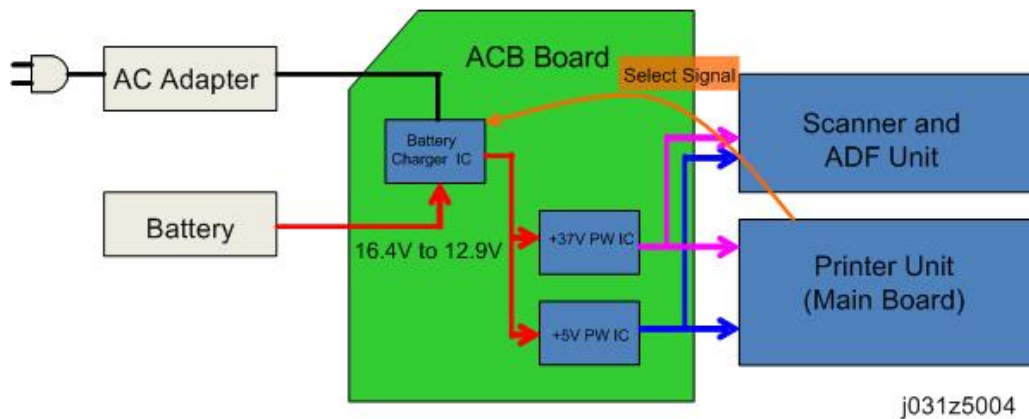 ACB Board
Select Signal
AC Adapter
Battery
Charger IC
Scanner and
ADF Unit
Battery
16.4V to 12.9V
+37V PW IC
Printer Unit
(Main Board)
+5V PW IC
j031z5004